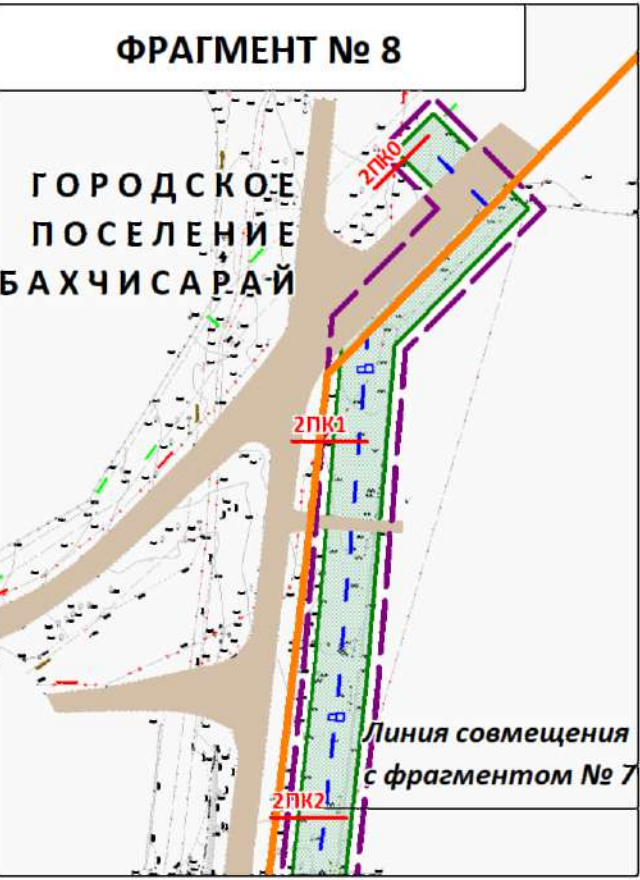 ФРАГМЕНТ № 8
ГОРОДСКОЕ
ПОСЕЛЕНИЕ
БАХЧИСАРАЙ
2ПК0
2ПК1
Линия совмещения
с фрагментом № 7
2ПК2